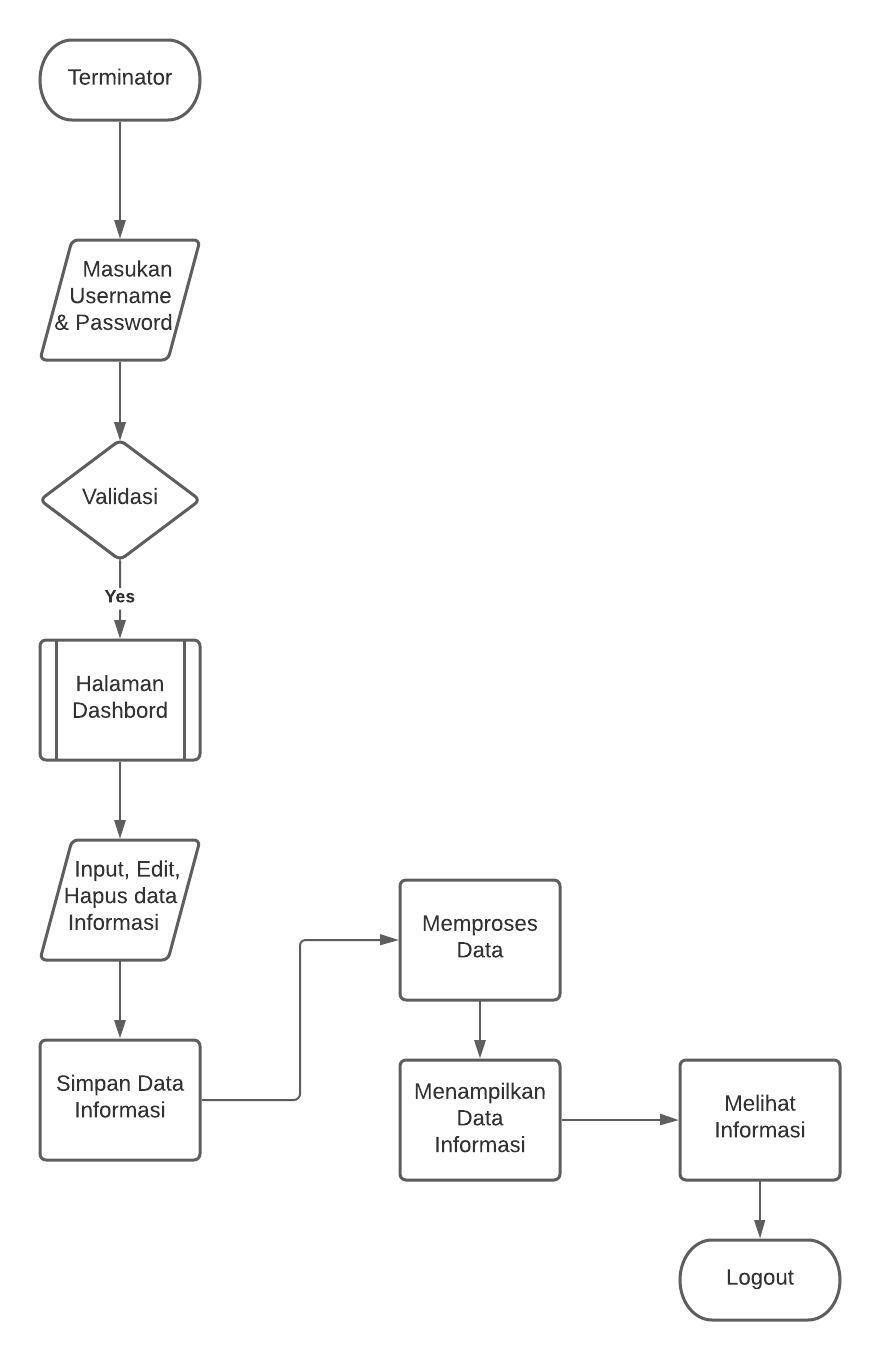 Terminator
Masukan
Username
& Password
Validasi
Yes
Halaman
Dashbord
Input, Edit,
Hapus data
Informasi
Simpan Data
Informasi
Memproses
Data
Menampilkan
Data
Informasi
Melihat
Informasi
Logout